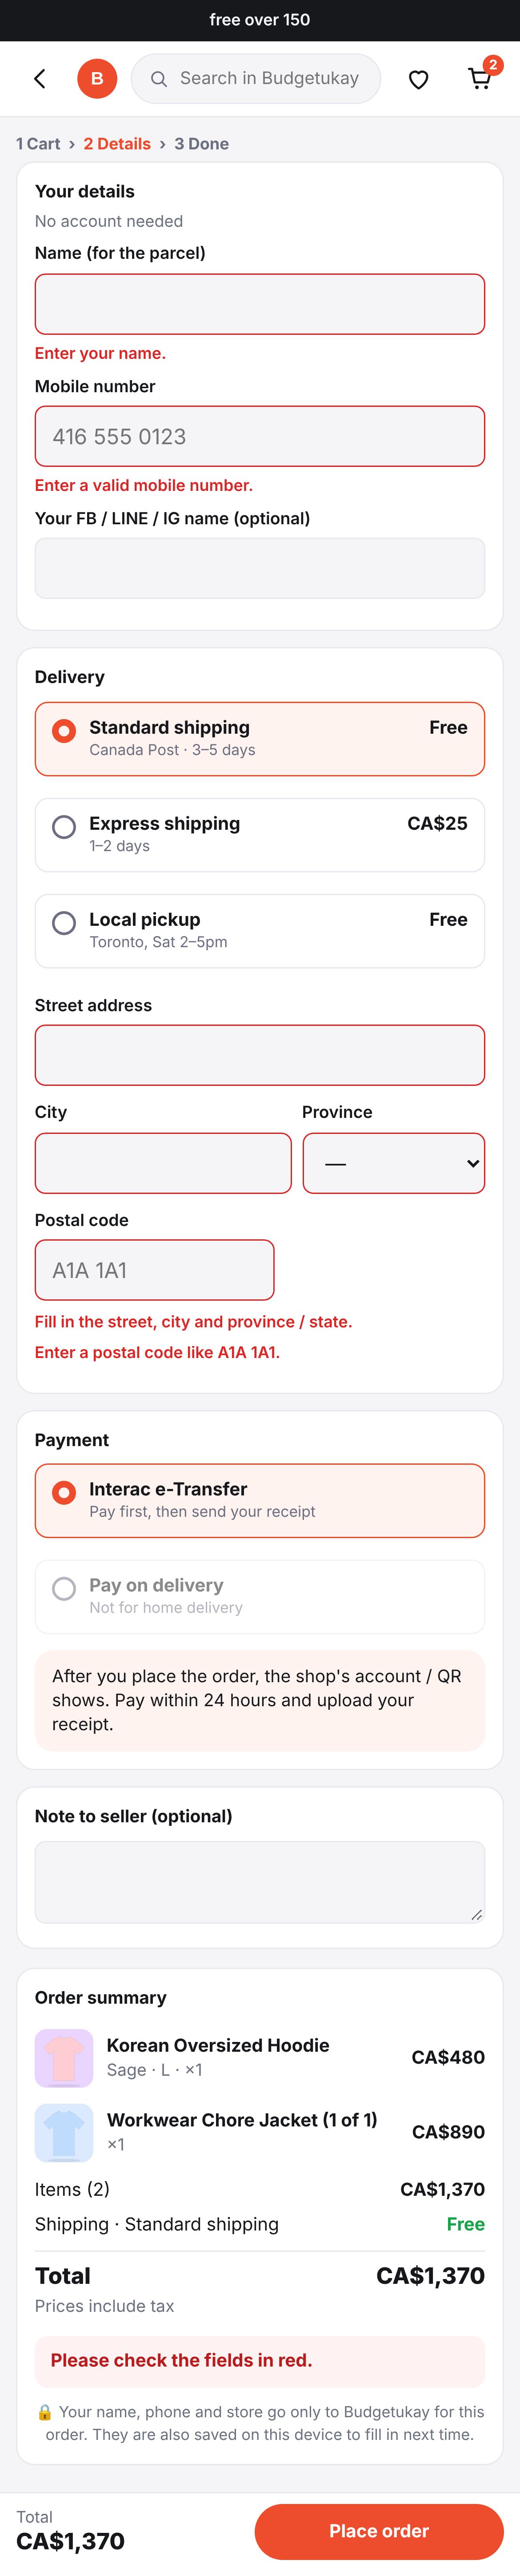 free over 150
B
Search in Budgetukay
2
1 Cart › 2 Details › 3 Done
Your details
No account needed
Name (for the parcel)
Enter your name.
Mobile number
416 555 0123
Enter a valid mobile number.
Your FB / LINE / IG name (optional)
Delivery
Standard shipping
Free
Canada Post · 3–5 days
Express shipping
CA$25
1–2 days
Local pickup
Free
Toronto, Sat 2–5pm
Street address
City
Province
—
Postal code
A1A 1A1
Fill in the street, city and province / state.
Enter a postal code like A1A 1A1.
Payment
Interac e-Transfer
Pay first, then send your receipt
Pay on delivery
Not for home delivery
After you place the order, the shop's account / QR
shows. Pay within 24 hours and upload your
receipt.
Note to seller (optional)
Order summary
Korean Oversized Hoodie
Sage · L · ×1
CA$480
Workwear Chore Jacket (1 of 1)
×1
CA$890
Items (2)
CA$1,370
Shipping · Standard shipping
Free
Total
CA$1,370
Prices include tax
Please check the fields in red.
🔒 Your name, phone and store go only to Budgetukay for this
order. They are also saved on this device to fill in next time.
Total
CA$1,370
Place order